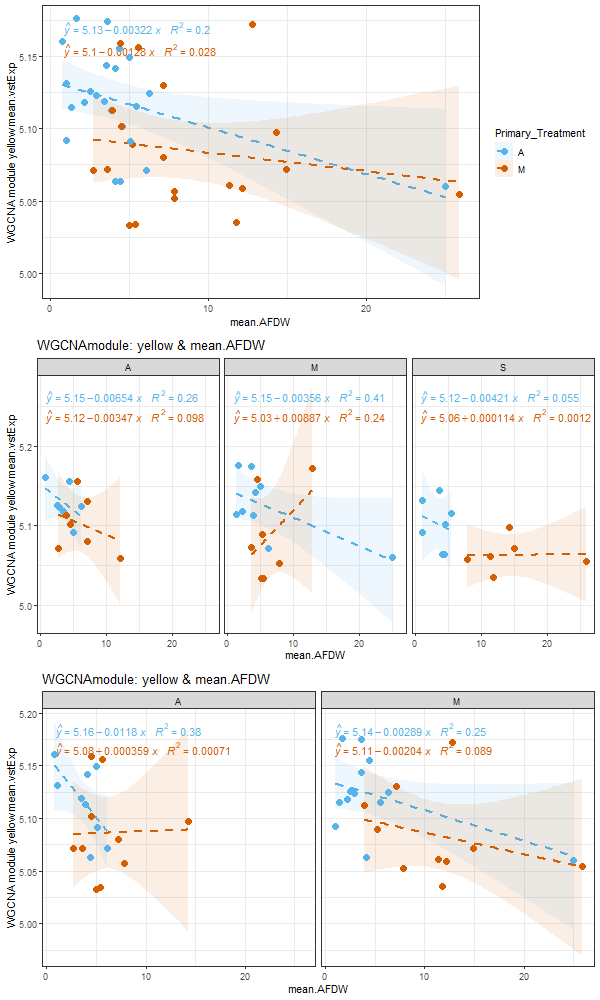 ŷ = 5.13−0.00322 x R² = 0.2
ŷ = 5.1−0.00128 x R² = 0.028
5.15
5.10
5.05
5.00
WGCNA module yellow mean.vstExp
0 10 20
mean.AFDW
Primary_Treatment
A
M
WGCNAmodule: yellow & mean.AFDW
A M S
ŷ = 5.15−0.00654 x R² = 0.26 ŷ = 5.15−0.00356 x R² = 0.41 ŷ = 5.12−0.00421 x R² = 0.055
ŷ = 5.12−0.00347 x R² = 0.098 ŷ = 5.03+0.00887 x R² = 0.24 ŷ = 5.06+0.000114 x R² = 0.0012
5.2
5.1
5.0
WGCNA module yellow mean.vstExp
0 10 20 0 10 20 0 10 20
mean.AFDW
WGCNAmodule: yellow & mean.AFDW
A M
5.20
ŷ = 5.16−0.0118 x R² = 0.38 ŷ = 5.14−0.00289 x R² = 0.25
ŷ = 5.08+0.000359 x R² = 0.00071 ŷ = 5.11−0.00204 x R² = 0.089
5.15
5.10
5.05
5.00
WGCNA module yellow mean.vstExp
0 10 20 0 10 20
mean.AFDW